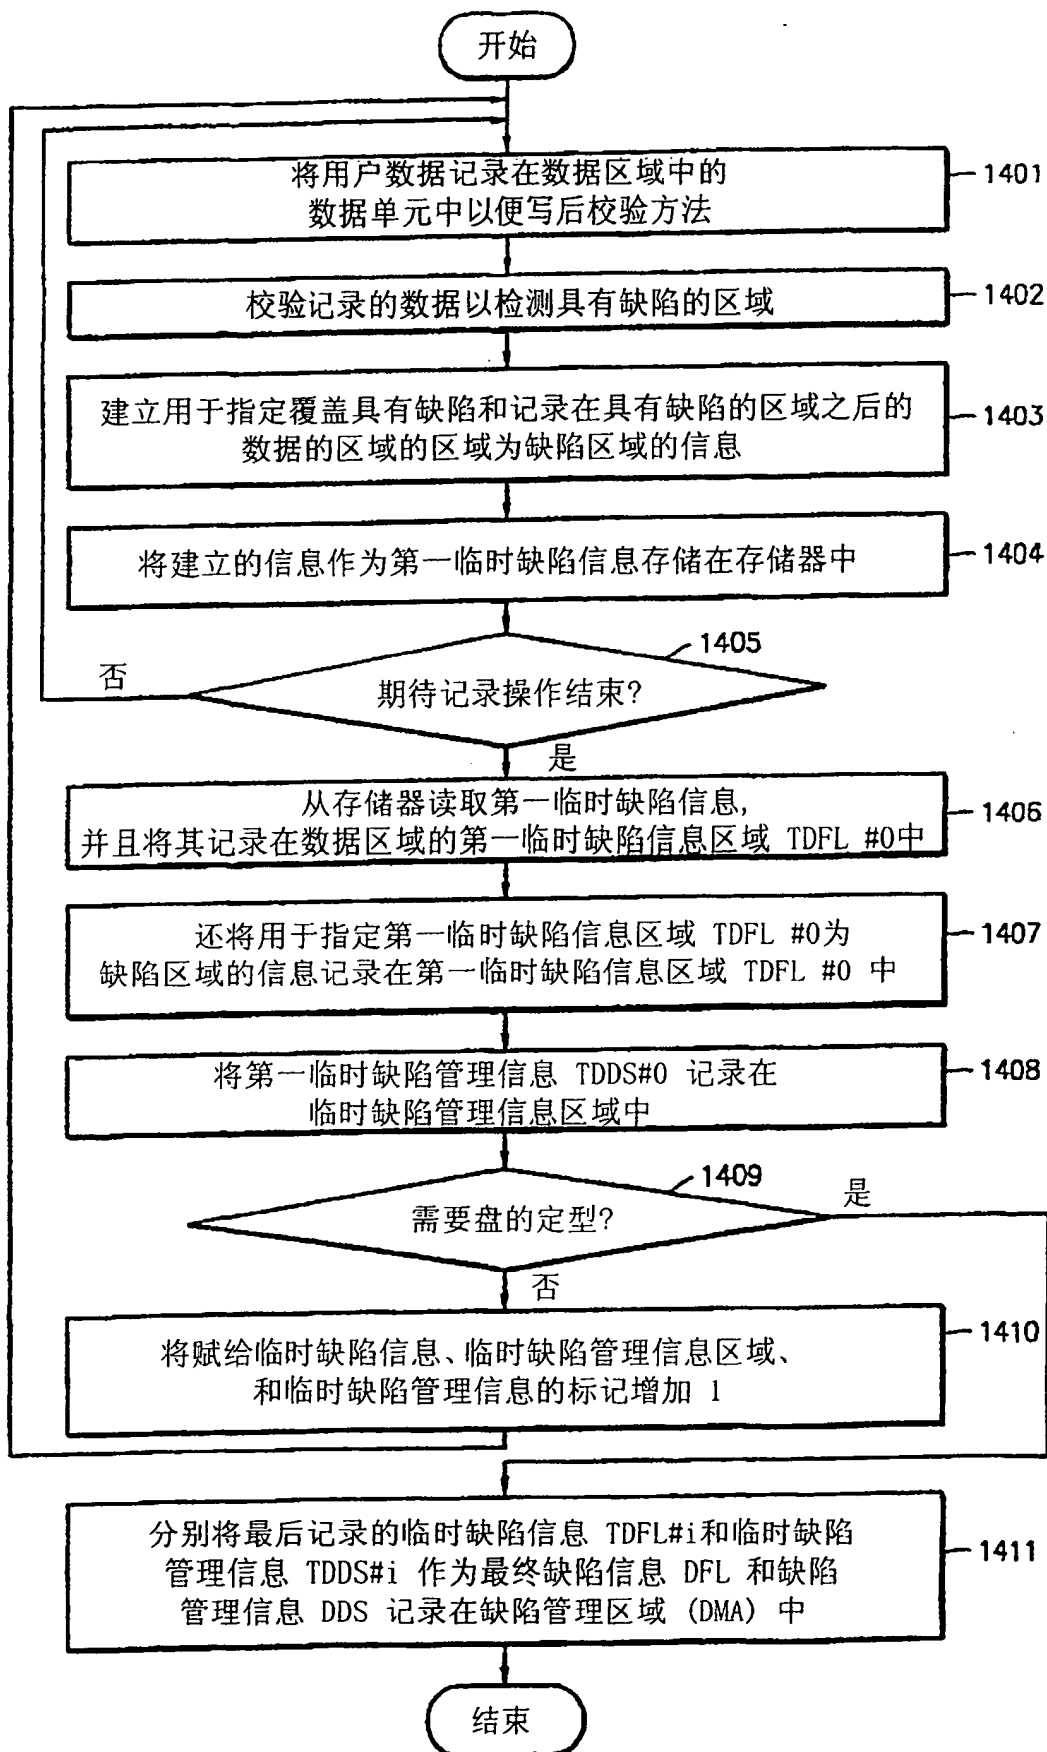 开始
将用户数据记录在数据区域中的
数据单元中以便写后校验方法
1401
校验记录的数据以检测具有缺陷的区域
1402
建立用于指定覆盖具有缺陷和记录在具有缺陷的区域之后的
数据的区域的区域为缺陷区域的信息
1403
将建立的信息作为第一临时缺陷信息存储在存储器中
1404
1405
否
期待记录操作结束?
是
从存储器读取第一临时缺陷信息,
并且将其记录在数据区域的第一临时缺陷信息区域 TDFL #0中
1406
还将用于指定第一临时缺陷信息区域 TDFL #0为
缺陷区域的信息记录在第一临时缺陷信息区域 TDFL #0 中
1407
将第一临时缺陷管理信息 TDDS#0 记录在
临时缺陷管理信息区域中
1408
1409
是
需要盘的定型?
否
将赋给临时缺陷信息、临时缺陷管理信息区域、
和临时缺陷管理信息的标记增加 1
1410
分别将最后记录的临时缺陷信息 TDFL#i和临时缺陷
管理信息 TDDS#i 作为最终缺陷信息 DFL 和缺陷
管理信息 DDS 记录在缺陷管理区域 (DMA) 中
1411
结束